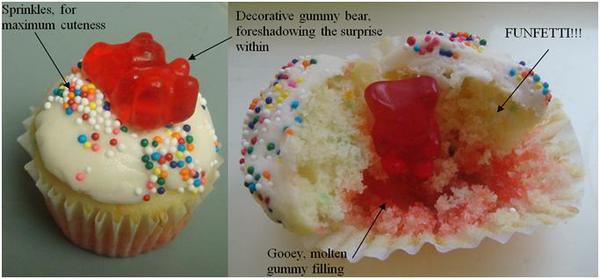 Sprinkles, for
maximum cuteness
Decorative gummy bear,
foreshadowing the surprise
within
FUNFETTI!!!
Gooey, molten
gummy filling